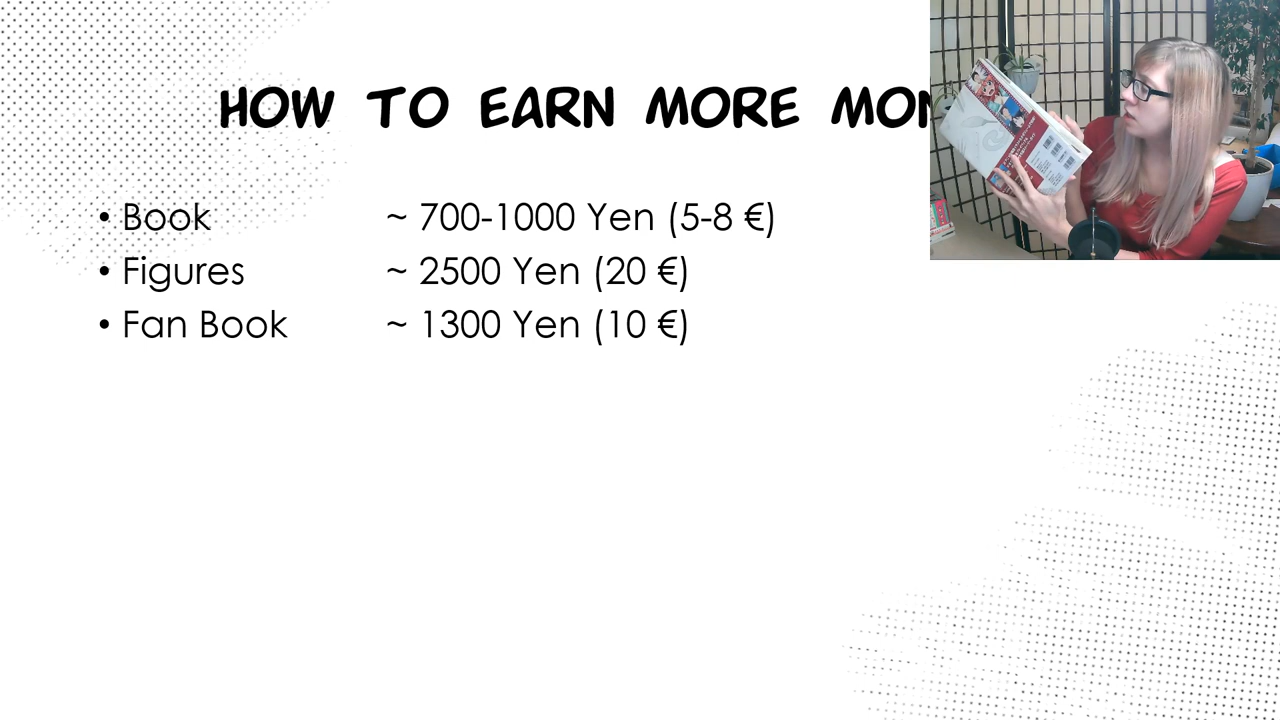 HOW TO EARN MORE MON
• Book ~ 700-1000 Yen (5-8 €)
• Figures ~ 2500 Yen (20 €)
• Fan Book ~ 1300 Yen (10 €)